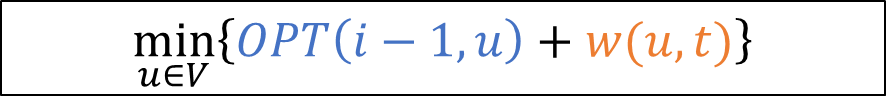 min{OPT(i − 1, u) + w(u, t)}
u∈V